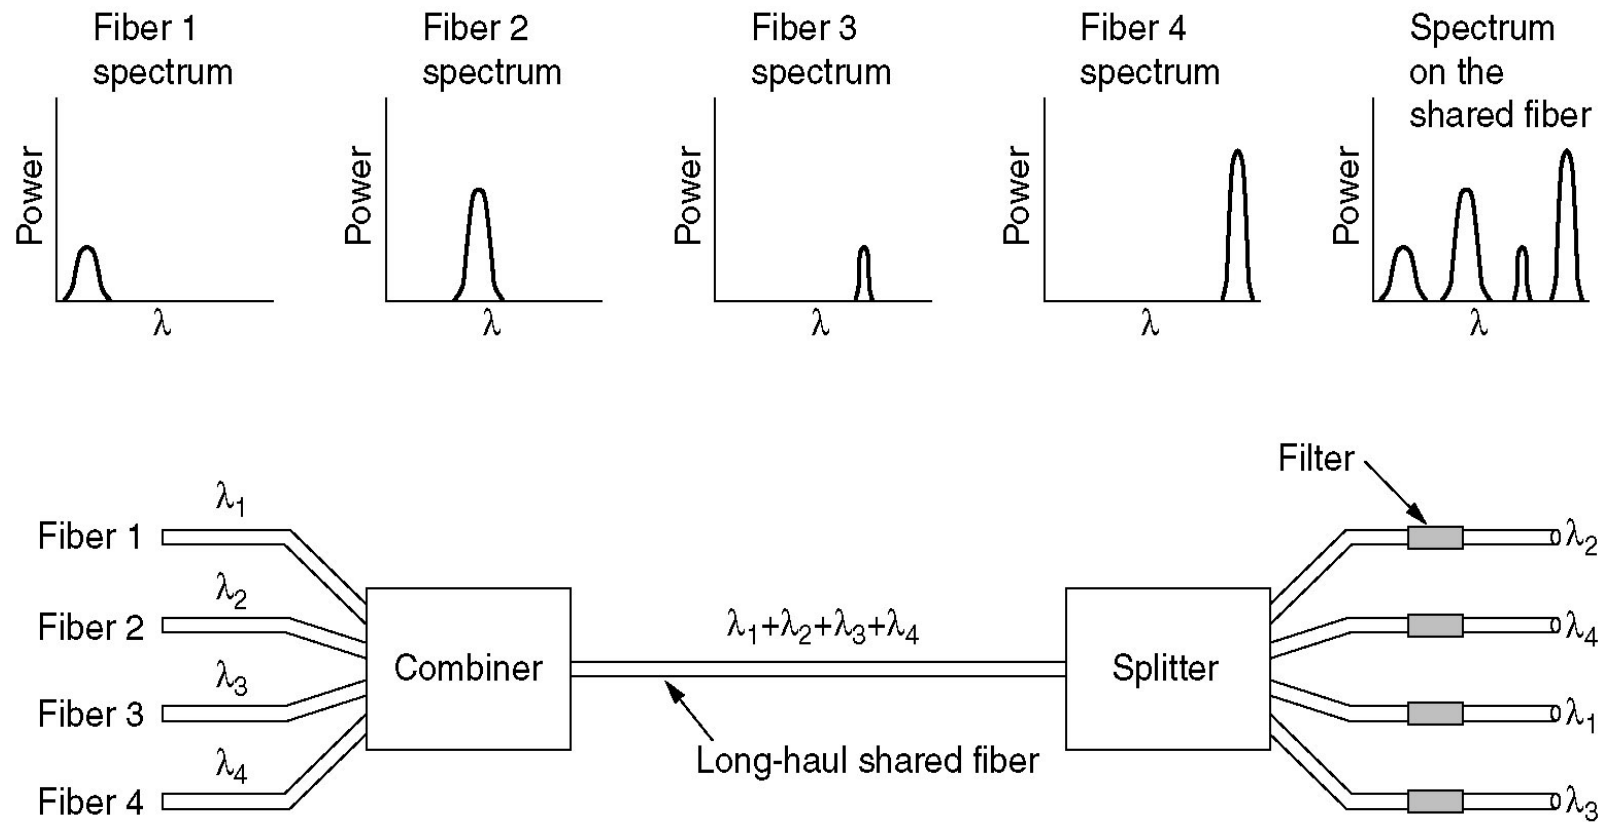 Fiber 1
spectrum
Fiber 2
spectrum
Fiber 3
spectrum
Fiber 4
spectrum
Spectrum
on the
shared fiber
Power
λ
Power
λ
Power
λ
Power
λ
Power
λ
Filter
λ1
Fiber 1
λ2
Fiber 2
λ3
Fiber 3
λ4
Fiber 4
Combiner
λ1+λ2+λ3+λ4
Long-haul shared fiber
Splitter
λ2
λ4
λ1
λ3